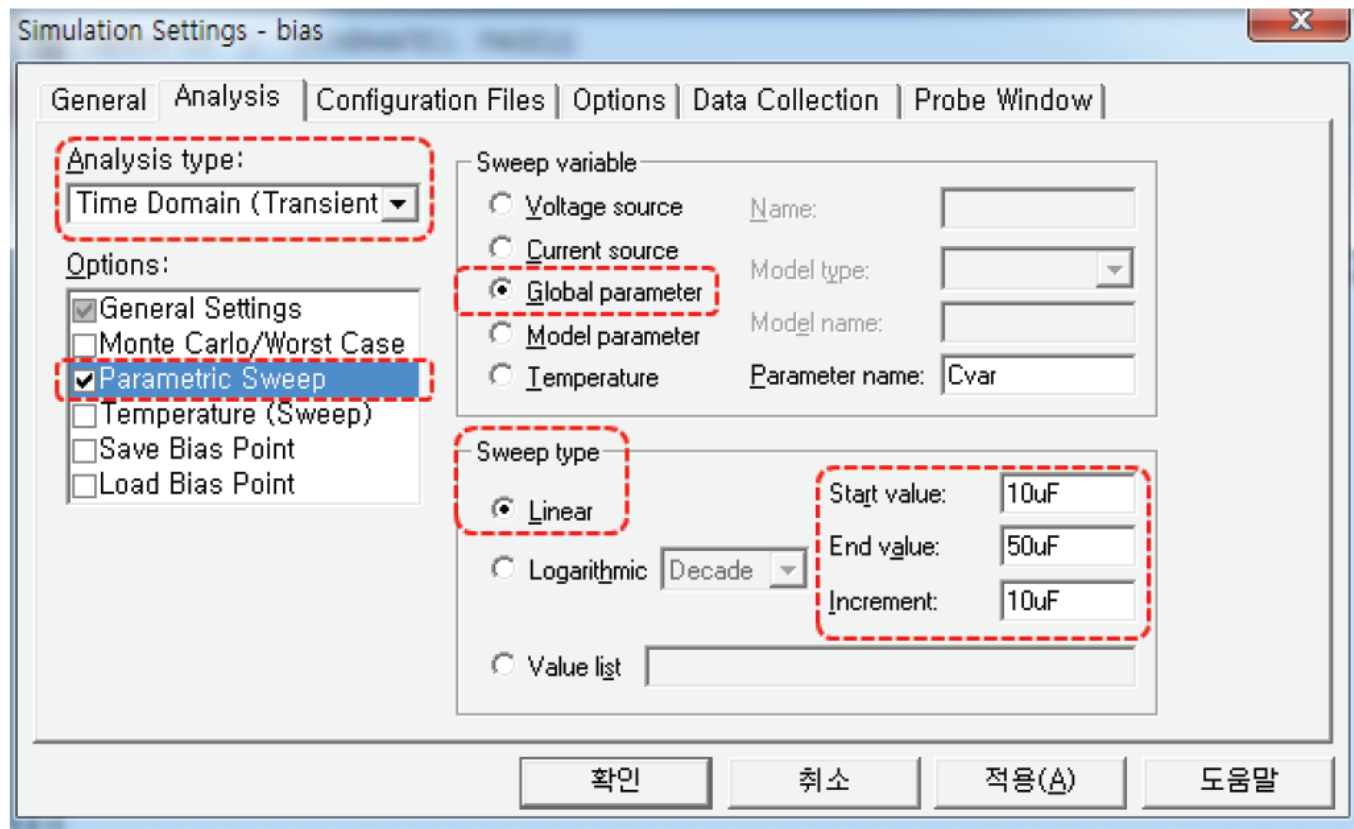 Simulation Settings - bias
General Analysis Configuration Files Options Data Collection Probe Window
Analysis type:
Time Domain (Transient
Options:
General Settings
Monte Carlo/Worst Case
Parametric Sweep
Temperature (Sweep)
Save Bias Point
Load Bias Point
Sweep variable
Voltage source
Current source
Global parameter
Model parameter
Temperature
Name:
Model type:
Model name:
Parameter name: Cvar
Sweep type
Linear
Logarithmic Decade
Value list
Start value: 10uF
End value: 50uF
Increment: 10uF
확인 취소 적용(A) 도움말